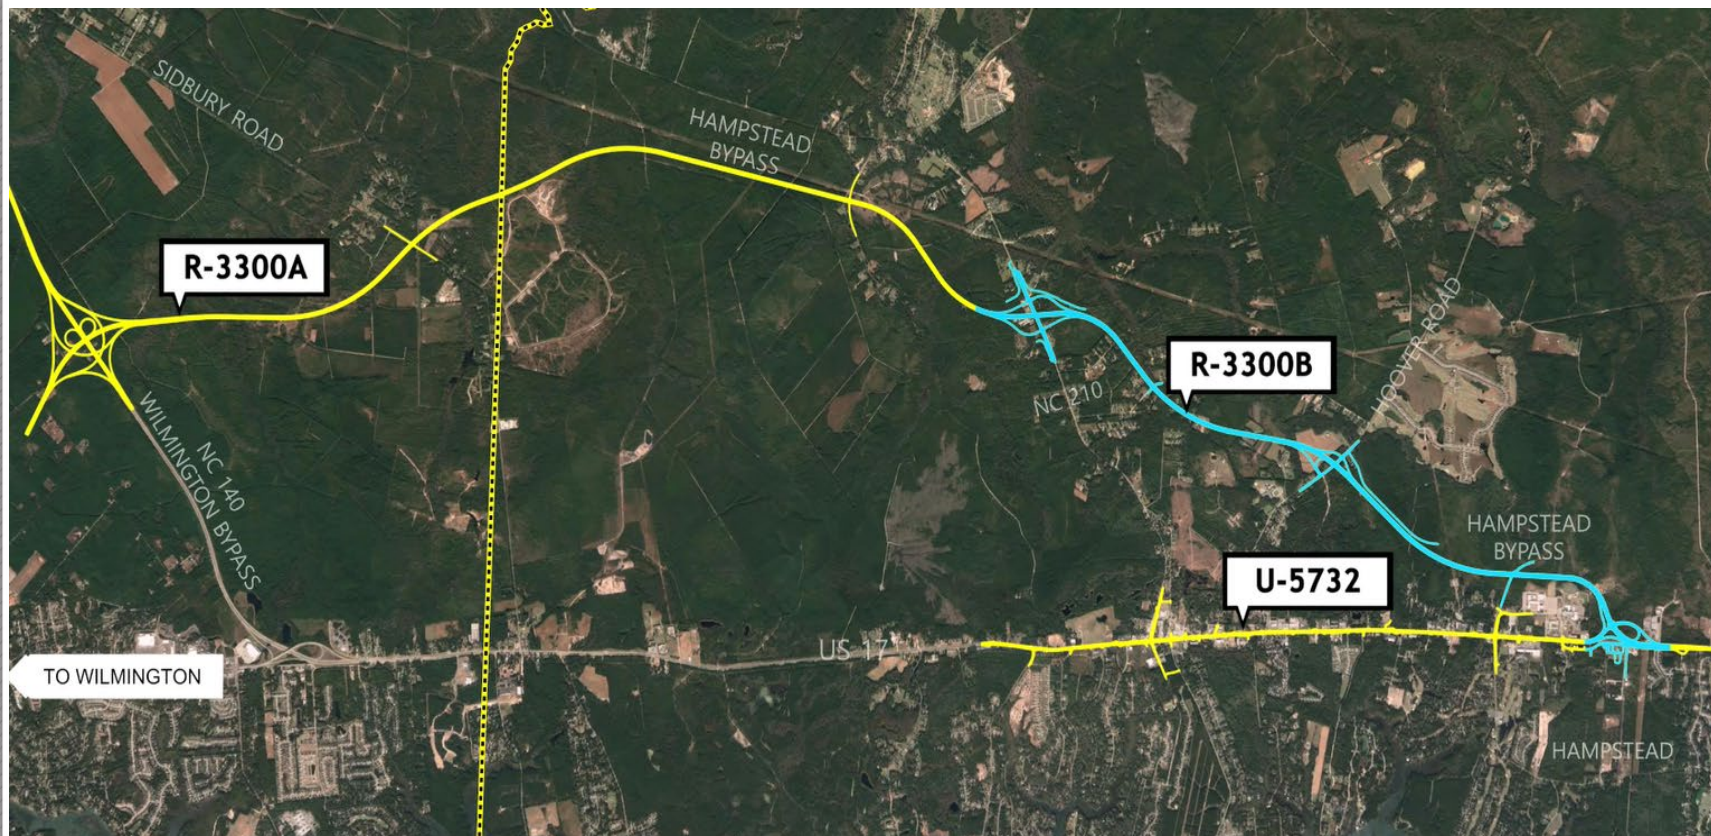 SIDBURY ROAD
HAMPSTEAD
BYPASS
R-3300A
R-3300B
HOOVER ROAD
NC 210
NC 140
WILMINGTON BYPASS
HAMPSTEAD
BYPASS
U-5732
US 17
TO WILMINGTON
HAMPSTEAD